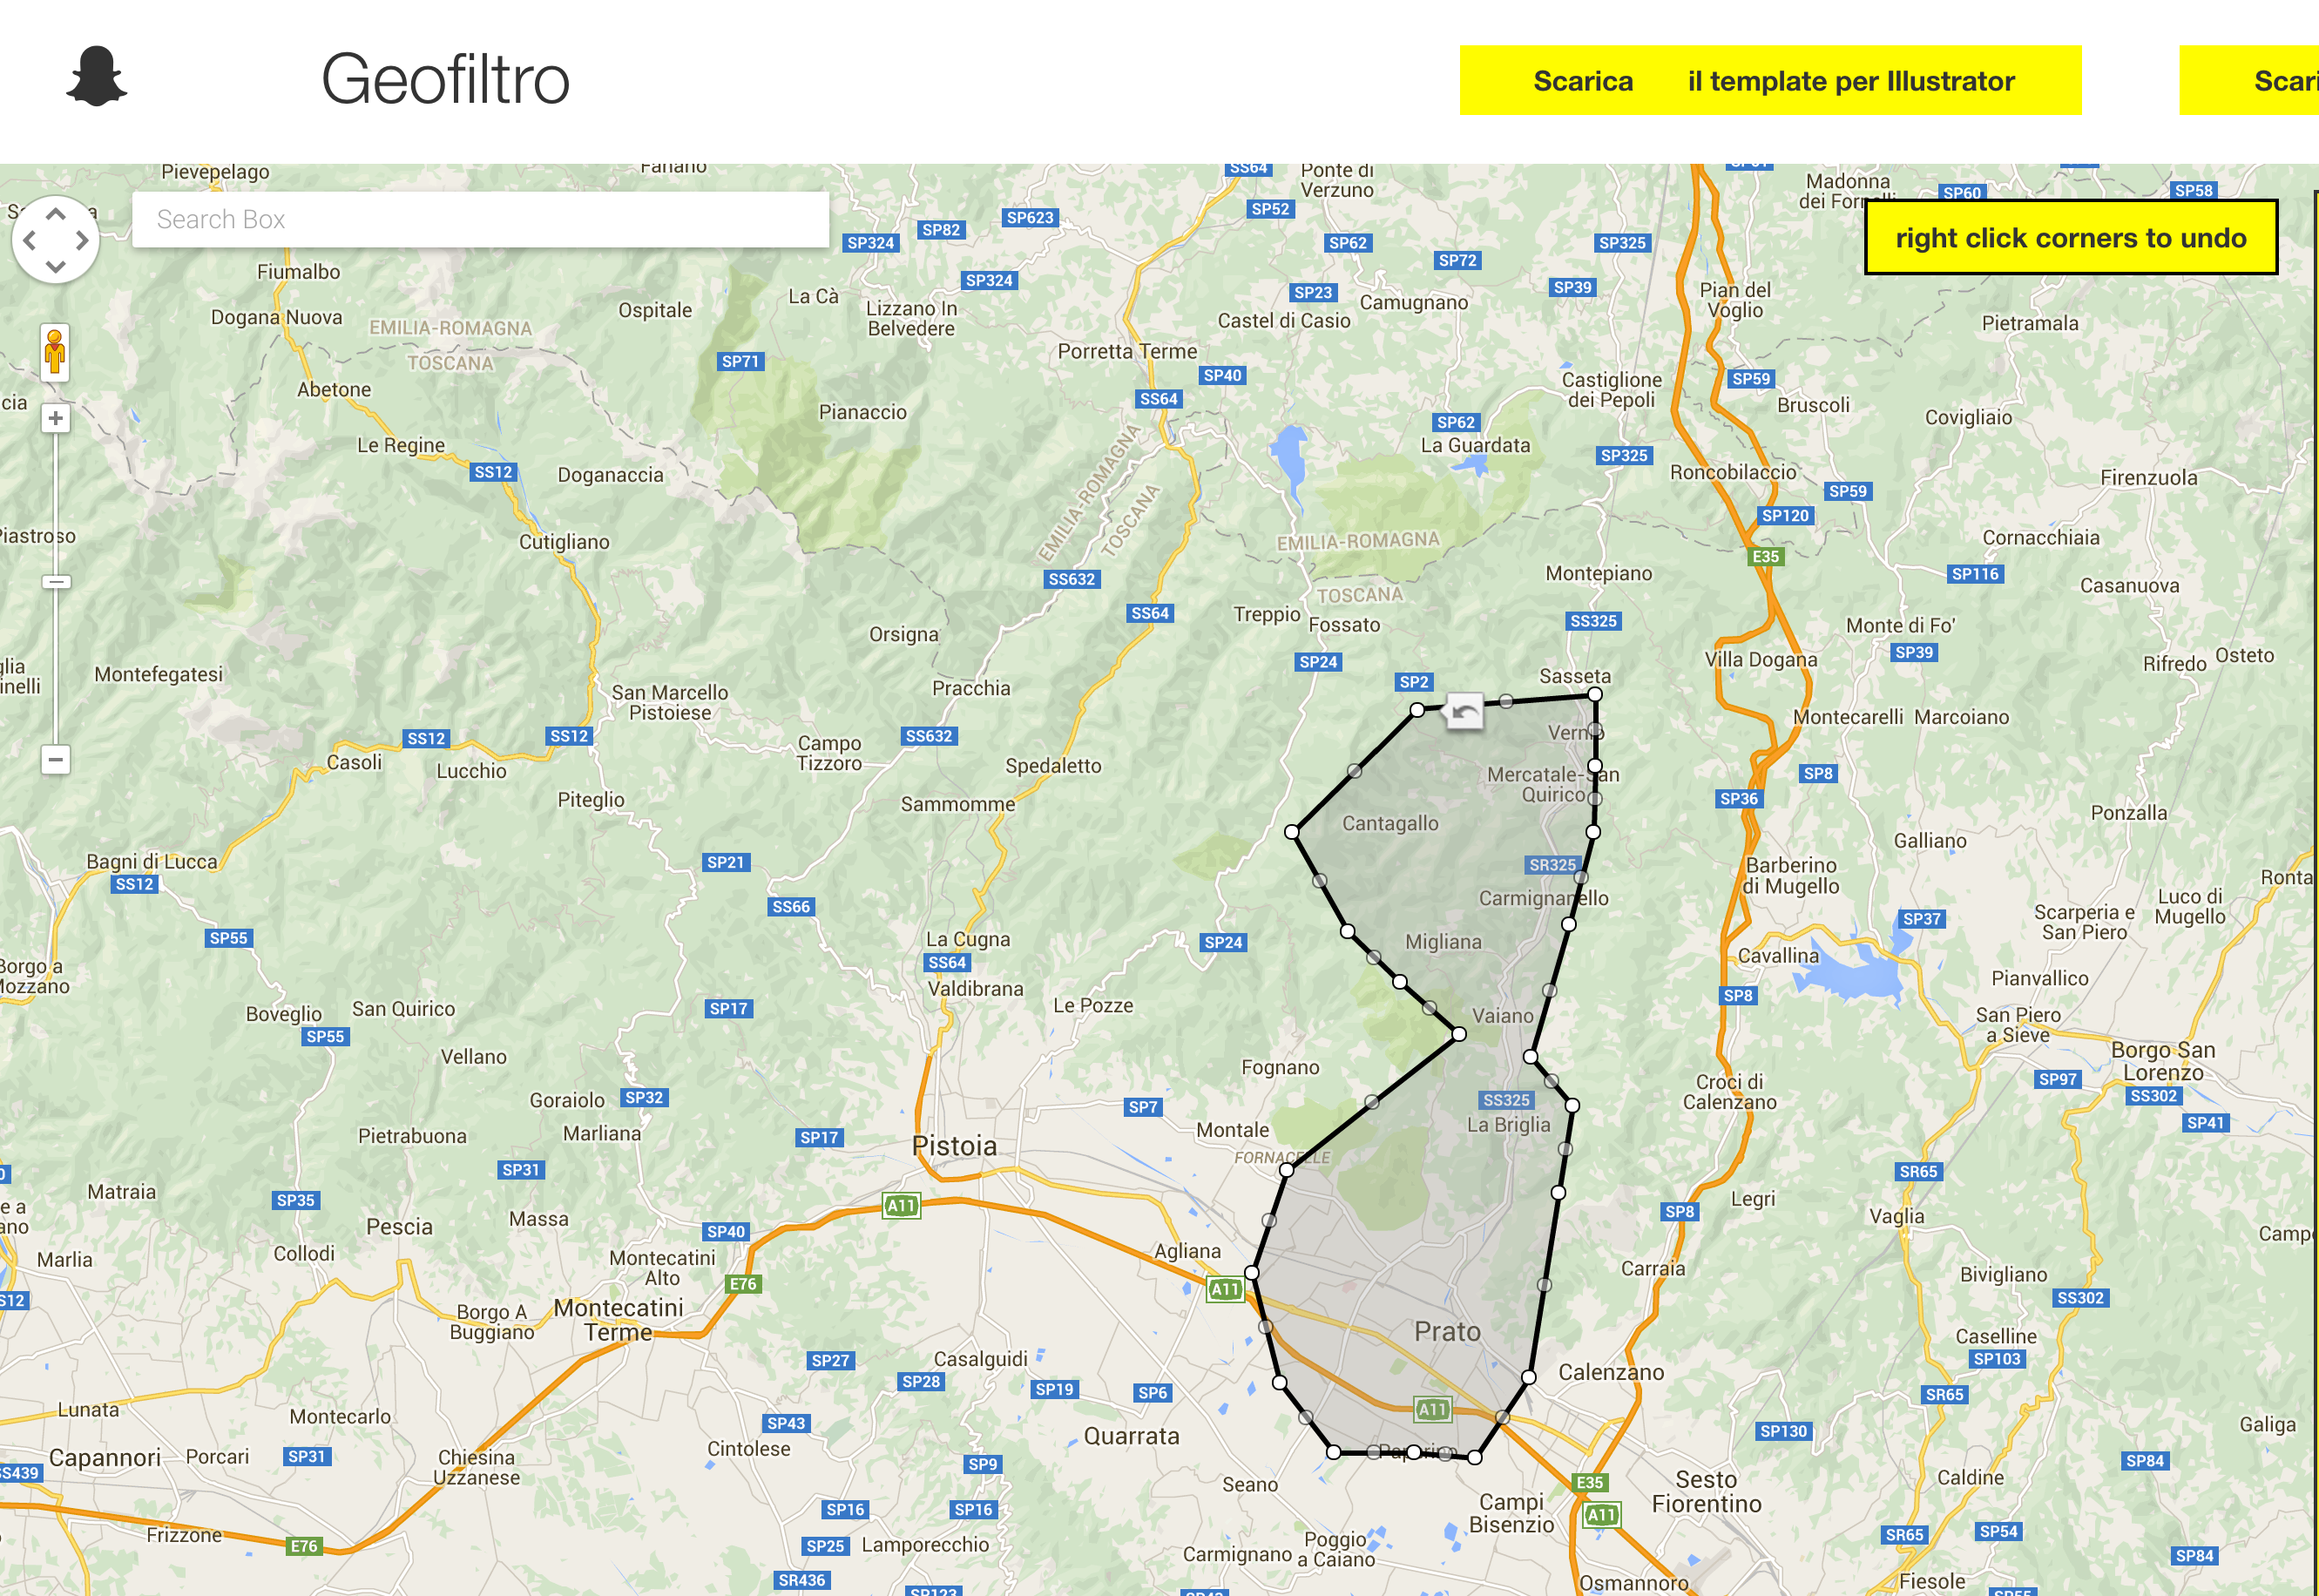 Geofiltro
Scarica il template per Illustrator
Search Box
right click corners to undo
Pievepelago
Ponte di
Verzuno
SS64
SP52
SP60
SP58
Madonna
SP623
SP82
SP324
SP62
SP325
SP72
Fiumalbo
SP324
SP23
SP39
Dogana Nuova
La Cà
Ospitale
Lizzano In
Belvedere
Camugnano
Castel di Casio
Pian del
Voglio
Pietramala
EMILIA-ROMAGNA
TOSCANA
SP71
Porretta Terme
SP40
SP59
Abetone
SS64
Castiglione
dei Pepoli
Bruscoli
Covigliaio
Pianaccio
SP62
La Guardata
SP325
Le Regine
SS12
Doganaccia
Roncobilaccio
SP59
Firenzuola
EMILIA-ROMAGNA
TOSCANA
SP120
Cutigliano
EMILIA-ROMAGNA
TOSCANA
E35
Cornacchiaia
SS632
Montepiano
SP116
Casanuova
SS64
Treppio
Fossato
SS325
Monte di Fo'
SP39
Orsigna
SP24
Villa Dogana
Rifredo
Osteto
Montefegatesi
San Marcello
Pistoiese
Pracchia
SP2
Sasseta
Montecarelli
Marcoiano
SS12
SS12
SS632
Vernio
Casoli
Lucchio
Campo
Tizzoro
Spedaletto
Mercatale-San
Quirico
SP8
Piteglio
Sammomme
SP36
Ponzalla
Cantagallo
Galliano
Bagni di Lucca
SS12
SP21
SR325
Barberino
di Mugello
SS66
Carmignanello
SP37
Luco di
Mugello
Scarperia e
San Piero
SP55
La Cugna
SS64
SP24
Migliana
Cavallina
Borgo a
Mozzano
Valdibrana
Le Pozze
SP8
Pianvallico
Boveglio
San Quirico
SP17
Vaiano
San Piero
a Sieve
SP55
Vellano
Fognano
Borgo San
Lorenzo
SP97
SS302
SP41
Goraiolo
SP32
SP7
SS325
Croci di
Calenzano
Marliana
Pietrabuona
SP17
Pistoia
Montale
FORNACELLE
La Briglia
SP31
SR65
Matraia
SP35
A11
Legri
SP8
Pescia
Massa
SP40
Vaglia
Collodi
Montecatini
Alto
Agliana
Marlia
E76
A11
Carraia
Bivigliano
SS302
Borgo A
Buggiano
Montecatini
Terme
Prato
Caselline
SP103
SP27
Casalguidi
SP28
SP19
SP6
Calenzano
SR65
Lunata
Montecarlo
SP43
A11
Galiga
Capannori
Porcari
SP31
Chiesina
Uzzanese
Cintolese
Quarrata
SP130
SS439
SP9
Seano
E35
Sesto
Fiorentino
Caldine
SP84
SP16
SP16
Campi
Bisenzio
A11
Frizzone
E76
SP25
Lamporecchio
Carmignano
Poggio
a Caiano
SR65
SP54
SP84
SR436
SP123
Osmannoro
Fiesole